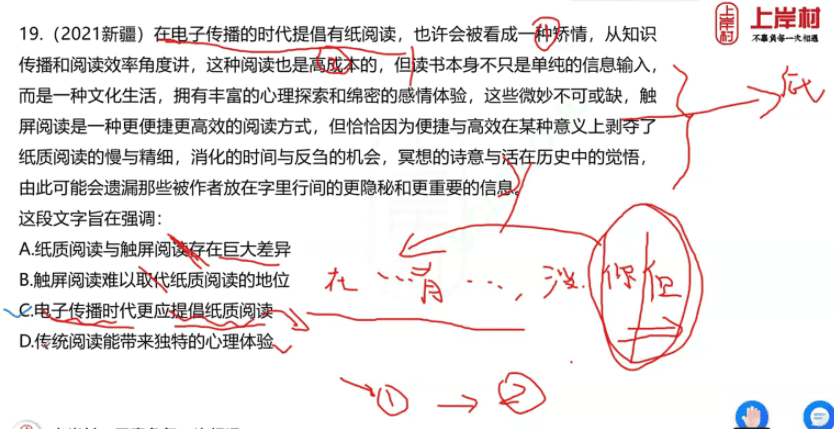 上岸村
不辜负每一次相遇
19.（2021新疆）在电子传播的时代提倡有纸阅读，也许会被看成一种矫情，从知识
传播和阅读效率角度讲，这种阅读也是高成本的，但读书本身不只是单纯的信息输入，
而是一种文化生活，拥有丰富的心理探索和绵密的感情体验，这些微妙不可或缺，触
屏阅读是一种更便捷更高效的阅读方式，但恰恰因为便捷与高效在某种意义上剥夺了
纸质阅读的慢与精细，消化的时间与反刍的机会，冥想的诗意与活在历史中的觉悟，
由此可能会遗漏那些被作者放在字里行间的更隐秘和更重要的信息。
这段文字旨在强调：
A.纸质阅读与触屏阅读存在巨大差异
B.触屏阅读难以取代纸质阅读的地位
C.电子传播时代更应提倡纸质阅读
D.传统阅读能带来独特的心理体验
在…有…，没 你 但
① → ②